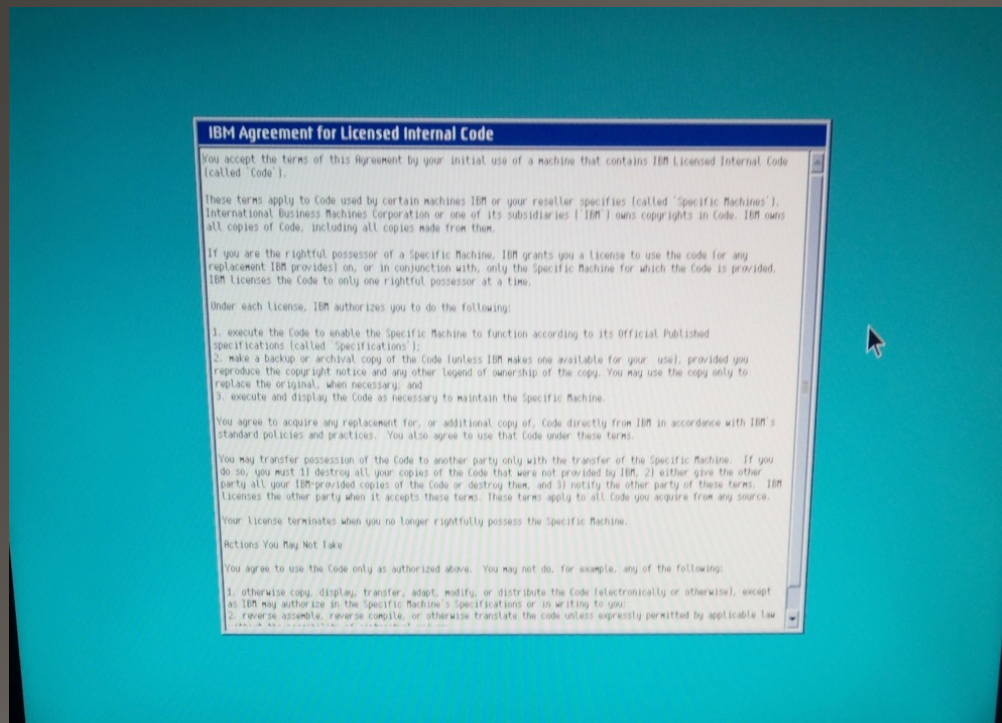 IBM Agreement for Licensed Internal Code
You accept the terms of this Agreement by your initial use of a machine that contains IBM Licensed Internal Code
(called 'Code').
These terms apply to Code used by certain machines IBM or your reseller specifies (called 'Specific Machines').
International Business Machines Corporation or one of its subsidiaries ('IBM') owns copyrights in Code. IBM owns
all copies of Code, including all copies made from them.
If you are the rightful possessor of a Specific Machine, IBM grants you a license to use the code for any
replacement IBM provides) on, or in conjunction with, only the Specific Machine for which the Code is provided.
IBM licenses the Code to only one rightful possessor at a time.
Under each license, IBM authorizes you to do the following:
1. execute the Code to enable the Specific Machine to function according to its Official Published
specifications (called 'Specifications');
2. make a backup or archival copy of the Code (unless IBM makes one available for your use), provided you
reproduce the copyright notice and any other legend of ownership of the copy. You may use the copy only to
replace the original, when necessary; and
3. execute and display the Code as necessary to maintain the Specific Machine.
You agree to acquire any replacement for, or additional copy of, Code directly from IBM in accordance with IBM's
standard policies and practices. You also agree to use that Code under these terms.
You may transfer possession of the Code to another party only with the transfer of the Specific Machine. If you
do so, you must 1) destroy all your copies of the Code that were not provided by IBM, 2) either give the other
party all your IBM-provided copies of the Code or destroy them, and 3) notify the other party of these terms. IBM
licenses the other party when it accepts these terms. These terms apply to all Code you acquire from any source.
Your license terminates when you no longer rightfully possess the Specific Machine.
Actions You May Not Take
You agree to use the Code only as authorized above. You may not do, for example, any of the following:
1. otherwise copy, display, transfer, adapt, modify, or distribute the Code (electronically or otherwise), except
as IBM may authorize in the Specific Machine's Specifications or in writing to you;
2. reverse assemble, reverse compile, or otherwise translate the code unless expressly permitted by applicable law